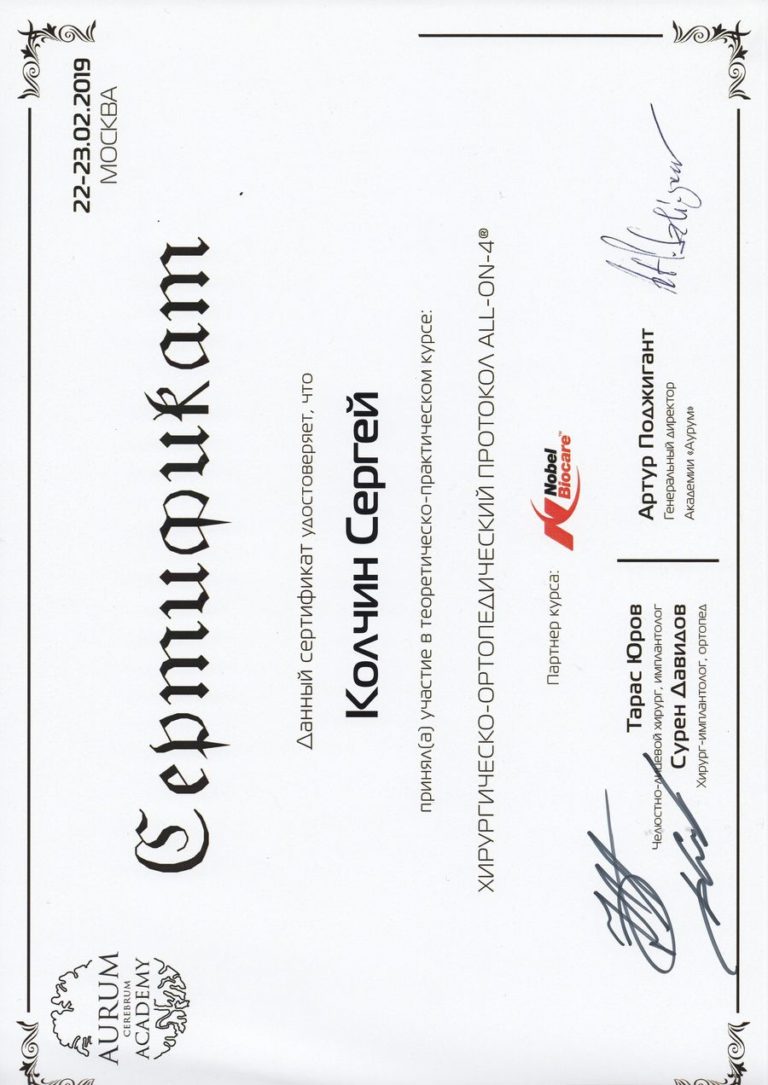 AURUM
CEREBRUM
ACADEMY
22-23.02.2019
МОСКВА
Сертификат
Данный сертификат удостоверяет, что
Колчин Сергей
принял(а) участие в теоретическо-практическом курсе:
ХИРУРГИЧЕСКО-ОРТОПЕДИЧЕСКИЙ ПРОТОКОЛ ALL-ON-4®
Партнер курса:
Nobel
Biocare™
Тарас Юров
Челюстно-лицевой хирург, имплантолог
Сурен Давидов
Хирург-имплантолог, ортопед
Артур Поджигант
Генеральный директор
Академии «Аурум»